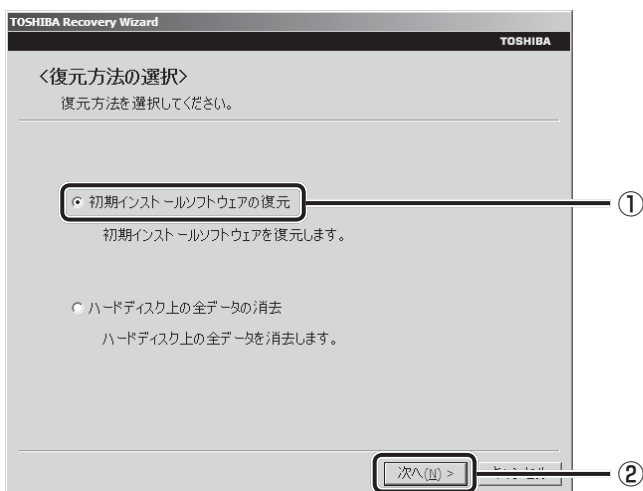 TOSHIBA Recovery Wizard
TOSHIBA
<復元方法の選択>
復元方法を選択してください。
初期インストールソフトウェアの復元
①
初期インストールソフトウェアを復元します。
ハードディスク上の全データの消去
ハードディスク上の全データを消去します。
次へ(N) >
②